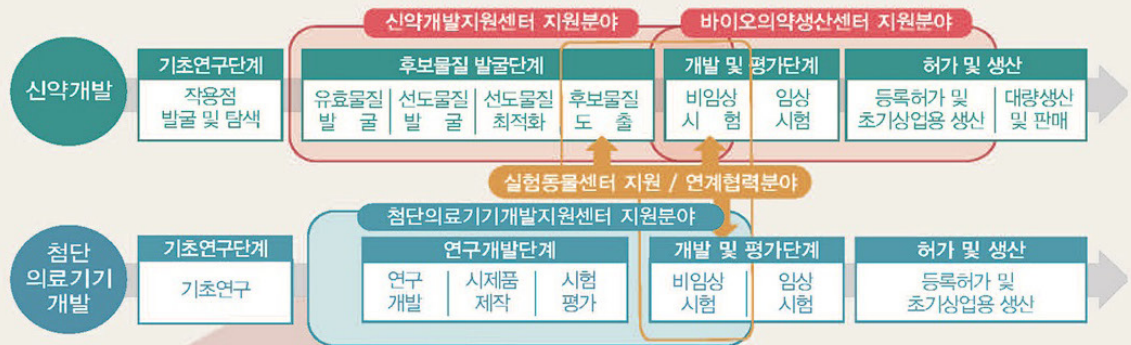 신약개발지원센터 지원분야
바이오의약생산센터 지원분야
신약개발
기초연구단계
작용점
발굴 및 탐색
후보물질 발굴단계
유효물질
발 굴
선도물질
발 굴
선도물질
최적화
후보물질
도 출
개발 및 평가단계
비임상
시 험
임상
시험
허가 및 생산
등록허가 및
초기상업용 생산
대량생산
및 판매
실험동물센터 지원 / 연계협력분야
첨단의료기기개발지원센터 지원분야
첨단
의료기기
개발
기초연구단계
기초연구
연구개발단계
연구
개발
시제품
제작
시험
평가
개발 및 평가단계
비임상
시험
임상
시험
허가 및 생산
등록허가 및
초기상업용 생산